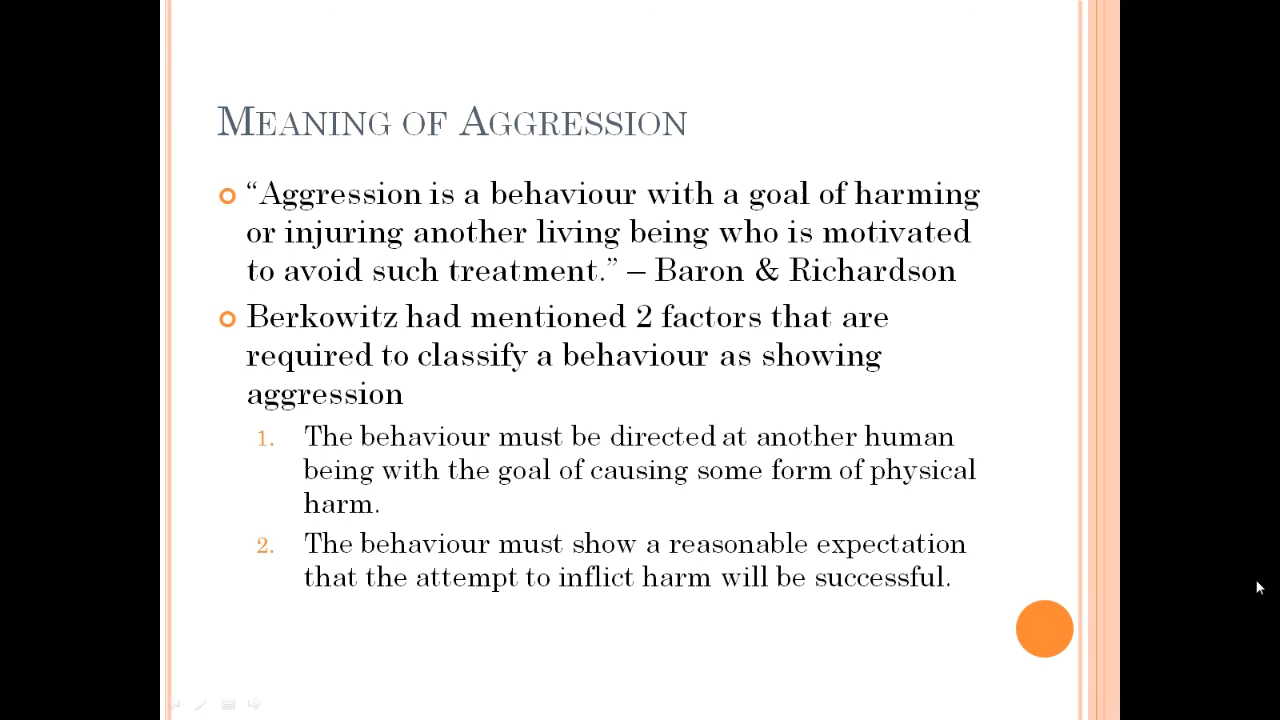 MEANING OF AGGRESSION
“Aggression is a behaviour with a goal of harming
or injuring another living being who is motivated
to avoid such treatment.” – Baron & Richardson
Berkowitz had mentioned 2 factors that are
required to classify a behaviour as showing
aggression
1. The behaviour must be directed at another human
being with the goal of causing some form of physical
harm.
2. The behaviour must show a reasonable expectation
that the attempt to inflict harm will be successful.